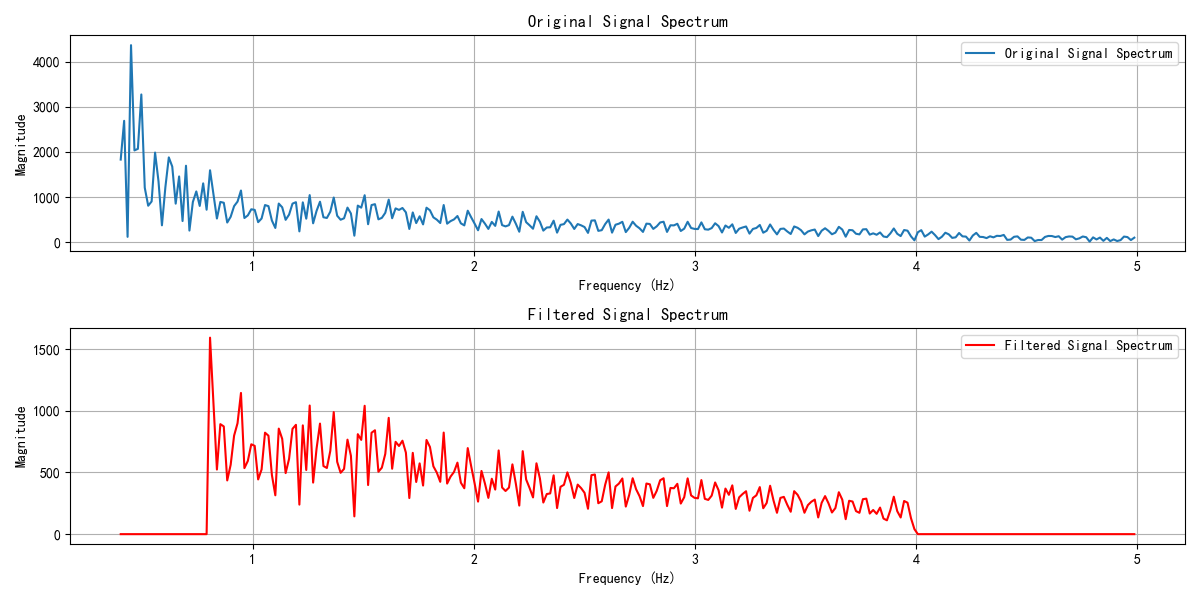 Original Signal Spectrum
Original Signal Spectrum
Magnitude
4000
3000
2000
1000
0
1 2 3 4 5
Frequency (Hz)
Filtered Signal Spectrum
Filtered Signal Spectrum
Magnitude
1500
1000
500
0
1 2 3 4 5
Frequency (Hz)